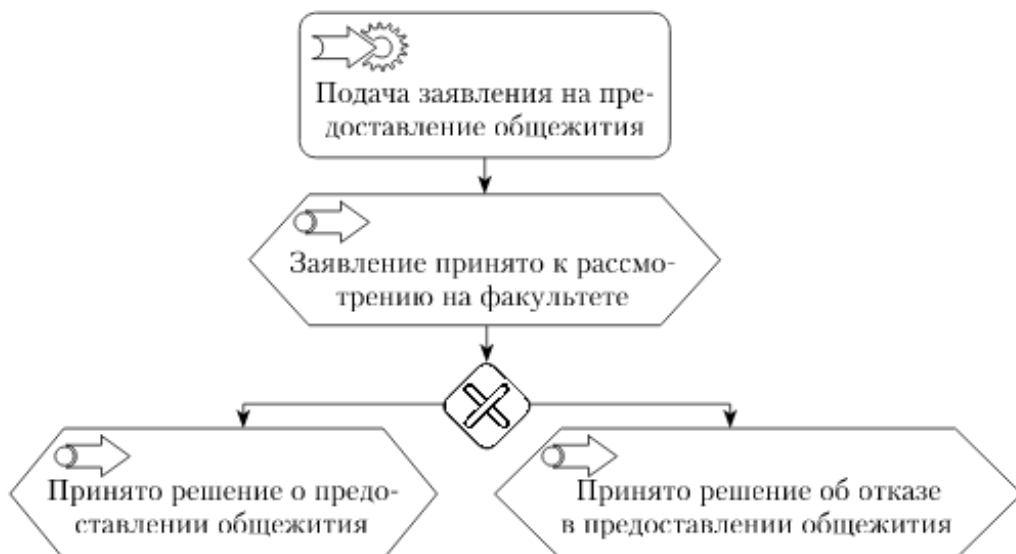 Подача заявления на пре-
доставление общежития
Заявление принято к рассмо-
трению на факультете
Принято решение о предо-
ставлении общежития
Принято решение об отказе
в предоставлении общежития